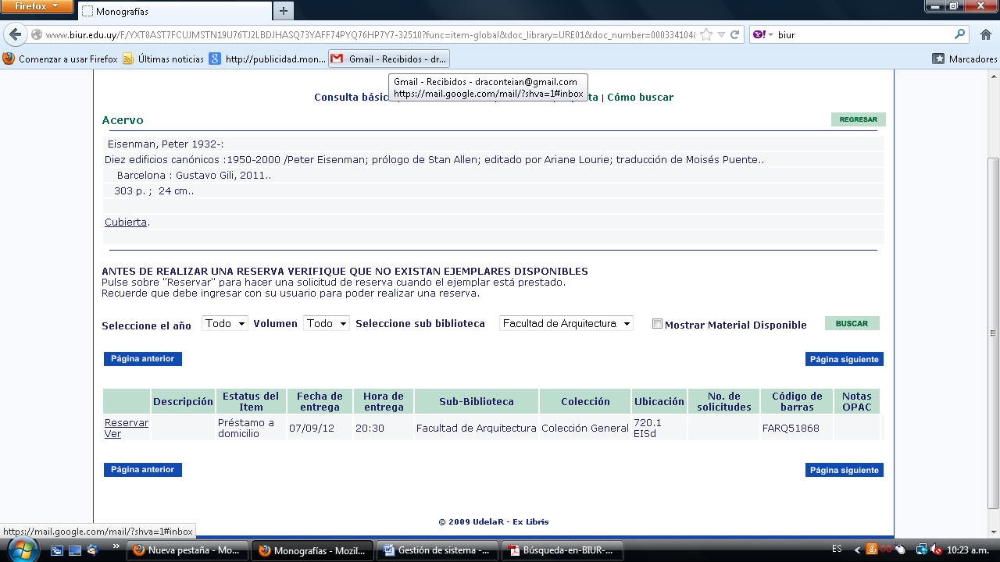 Firefox
Monografías
www.biur.edu.uy/F/YXT8AST7FCUM4STM19U76TJ2LBDJHASQ73YAFF74PYQ76HP7Y7-32510?func=item-global&doc_library=URE01&doc_number=000334104&
biur
Comenzar a usar Firefox
Últimas noticias
http://publicidad.mon...
Gmail - Recibidos - dr...
Marcadores
Gmail - Recibidos - draconteian@gmail.com
https://mail.google.com/mail/?shva=1#inbox
Consulta básic
ta | Cómo buscar
Acervo
REGRESAR
Eisenman, Peter 1932-:
Diez edificios canónicos :1950-2000 /Peter Eisenman; prólogo de Stan Allen; editado por Ariane Lourie; traducción de Moisés Puente..
Barcelona : Gustavo Gili, 2011..
303 p. ; 24 cm..
Cubierta.
ANTES DE REALIZAR UNA RESERVA VERIFIQUE QUE NO EXISTAN EJEMPLARES DISPONIBLES
Pulse sobre "Reservar" para hacer una solicitud de reserva cuando el ejemplar está prestado.
Recuerde que debe ingresar con su usuario para poder realizar una reserva.
Seleccione el año Todo Volumen Todo Seleccione sub biblioteca Facultad de Arquitectura Mostrar Material Disponible BUSCAR
Página anterior
Página siguiente
Descripción
Estatus del
Item
Fecha de
entrega
Hora de
entrega
Sub-Biblioteca
Colección
Ubicación
No. de
solicitudes
Código de
barras
Notas
OPAC
Reservar
Ver
Préstamo a
domicilio
07/09/12
20:30
Facultad de Arquitectura
Colección General
720.1
EISd
FARQ51868
Página anterior
Página siguiente
© 2009 UdelaR - Ex Libris
https://mail.google.com/mail/?shva=1#inbox
Nueva pestaña - Mo...
Monografías - Mozil...
Gestión de sistema -...
Búsqueda-en-BIUR-...
ES
10:23 a.m.